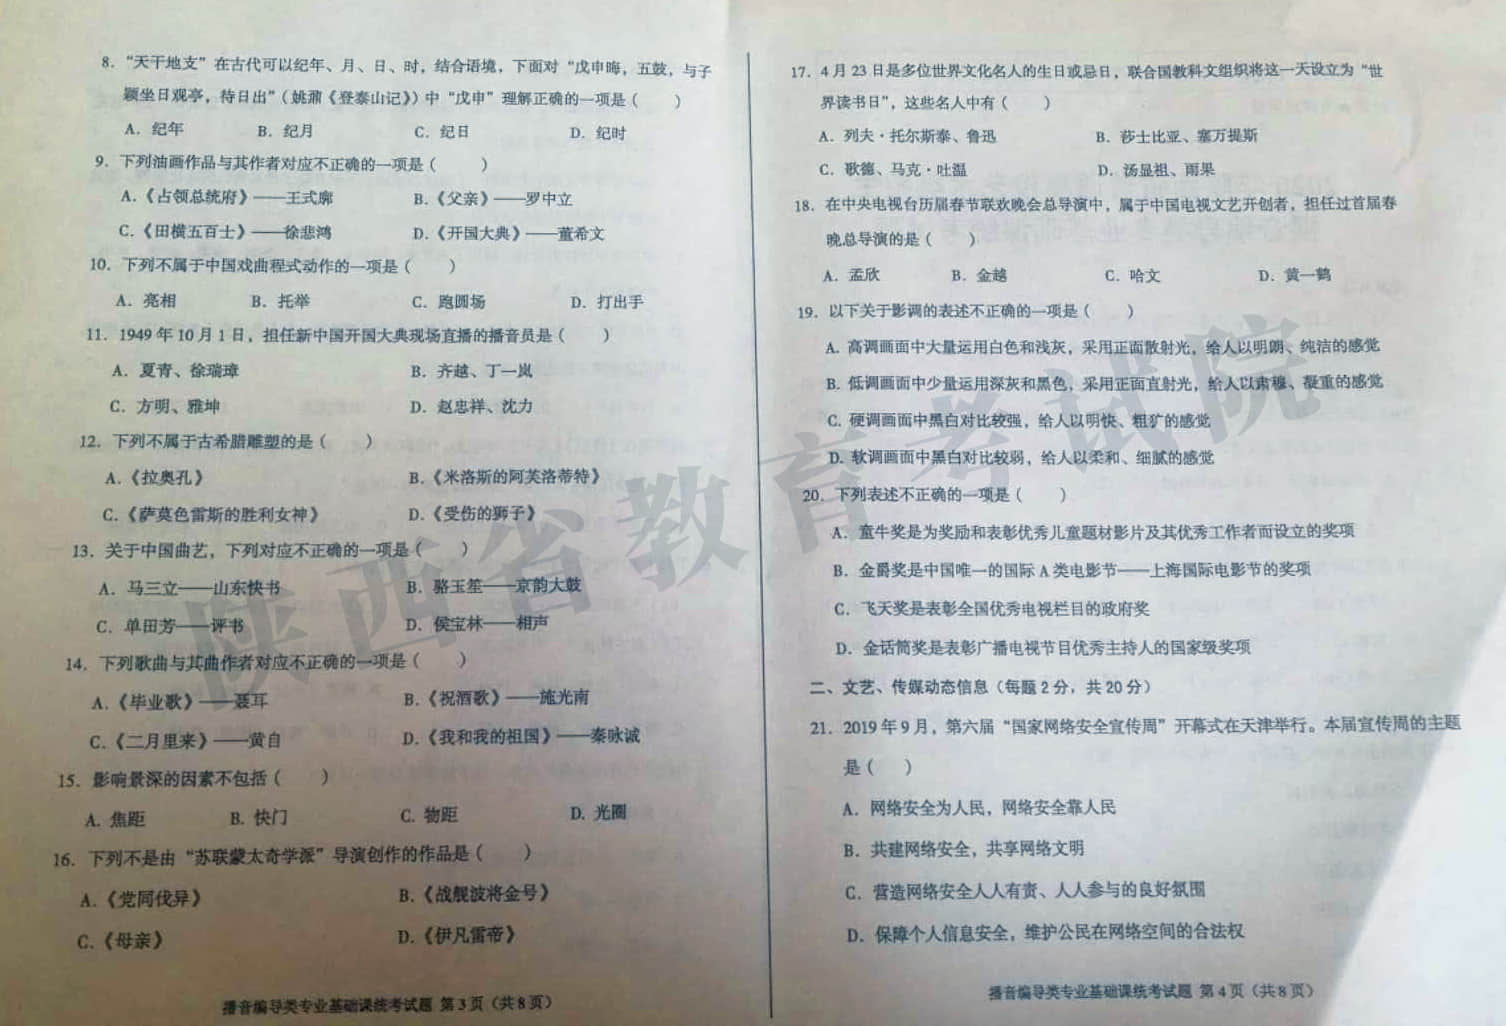 8. “天干地支”在古代可以纪年、月、日、时，结合语境，下面对“戊申晦，五鼓，与子
颖坐日观亭，待日出”（姚鼐《登泰山记》）中“戊申”理解正确的一项是（　　）
A. 纪年　B. 纪月　C. 纪日　D. 纪时
9. 下列油画作品与其作者对应不正确的一项是（　　）
A.《占领总统府》——王式廓　B.《父亲》——罗中立
C.《田横五百士》——徐悲鸿　D.《开国大典》——董希文
10. 下列不属于中国戏曲程式动作的一项是（　　）
A. 亮相　B. 托举　C. 跑圆场　D. 打出手
11. 1949 年 10 月 1 日，担任新中国开国大典现场直播的播音员是（　　）
A. 夏青、徐瑞璋　B. 齐越、丁一岚
C. 方明、雅坤　D. 赵忠祥、沈力
12. 下列不属于古希腊雕塑的是（　　）
A.《拉奥孔》　B.《米洛斯的阿芙洛蒂特》
C.《萨莫色雷斯的胜利女神》　D.《受伤的狮子》
13. 关于中国曲艺，下列对应不正确的一项是（　　）
A. 马三立——山东快书　B. 骆玉笙——京韵大鼓
C. 单田芳——评书　D. 侯宝林——相声
14. 下列歌曲与其曲作者对应不正确的一项是（　　）
A.《毕业歌》——聂耳　B.《祝酒歌》——施光南
C.《二月里来》——黄自　D.《我和我的祖国》——秦咏诚
15. 影响景深的因素不包括（　　）
A. 焦距　B. 快门　C. 物距　D. 光圈
16. 下列不是由“苏联蒙太奇学派”导演创作的作品是（　　）
A.《党同伐异》　B.《战舰波将金号》
C.《母亲》　D.《伊凡雷帝》
播音编导类专业基础课统考试题 第 3 页（共 8 页）
17. 4 月 23 日是多位世界文化名人的生日或忌日，联合国教科文组织将这一天设立为“世
界读书日”，这些名人中有（　　）
A. 列夫·托尔斯泰、鲁迅　B. 莎士比亚、塞万提斯
C. 歌德、马克·吐温　D. 汤显祖、雨果
18. 在中央电视台历届春节联欢晚会总导演中，属于中国电视文艺开创者，担任过首届春
晚总导演的是（　　）
A. 孟欣　B. 金越　C. 哈文　D. 黄一鹤
19. 以下关于影调的表述不正确的一项是（　　）
A. 高调画面中大量运用白色和浅灰，采用正面散射光，给人以明朗、纯洁的感觉
B. 低调画面中少量运用深灰和黑色，采用正面直射光，给人以肃穆、凝重的感觉
C. 硬调画面中黑白对比较强，给人以明快、粗犷的感觉
D. 软调画面中黑白对比较弱，给人以柔和、细腻的感觉
20. 下列表述不正确的一项是（　　）
A. 童牛奖是为奖励和表彰优秀儿童题材影片及其优秀工作者而设立的奖项
B. 金爵奖是中国唯一的国际 A 类电影节——上海国际电影节的奖项
C. 飞天奖是表彰全国优秀电视栏目的政府奖
D. 金话筒奖是表彰广播电视节目优秀主持人的国家级奖项
二、文艺、传媒动态信息（每题 2 分，共 20 分）
21. 2019 年 9 月，第六届“国家网络安全宣传周”开幕式在天津举行。本届宣传周的主题
是（　　）
A. 网络安全为人民，网络安全靠人民
B. 共建网络安全，共享网络文明
C. 营造网络安全人人有责、人人参与的良好氛围
D. 保障个人信息安全，维护公民在网络空间的合法权
播音编导类专业基础课统考试题 第 4 页（共 8 页）
陕西省教育考试院